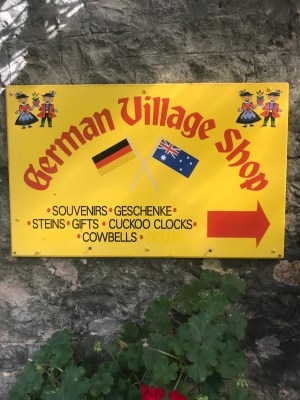 German Village Shop
•SOUVENIRS•GESCHENKE•
•STEINS•GIFTS•CUCKOO CLOCKS•
•COWBELLS•